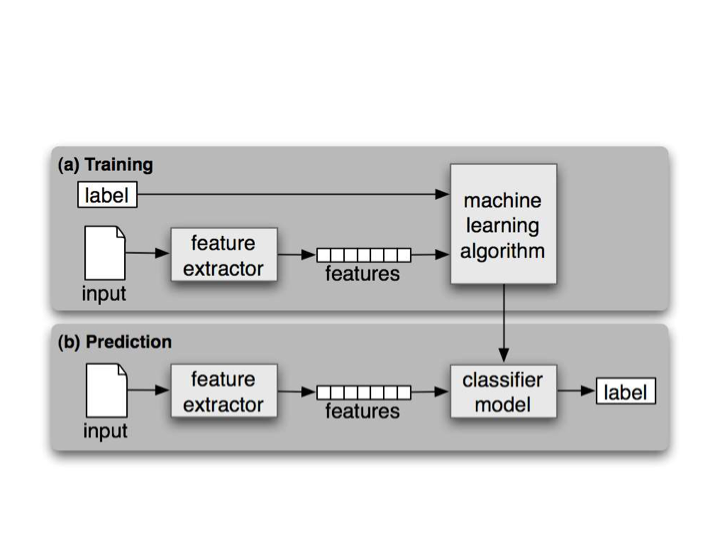 (a) Training
label
machine
learning
algorithm
feature
extractor
features
input
(b) Prediction
feature
extractor
features
input
classifier
model
label